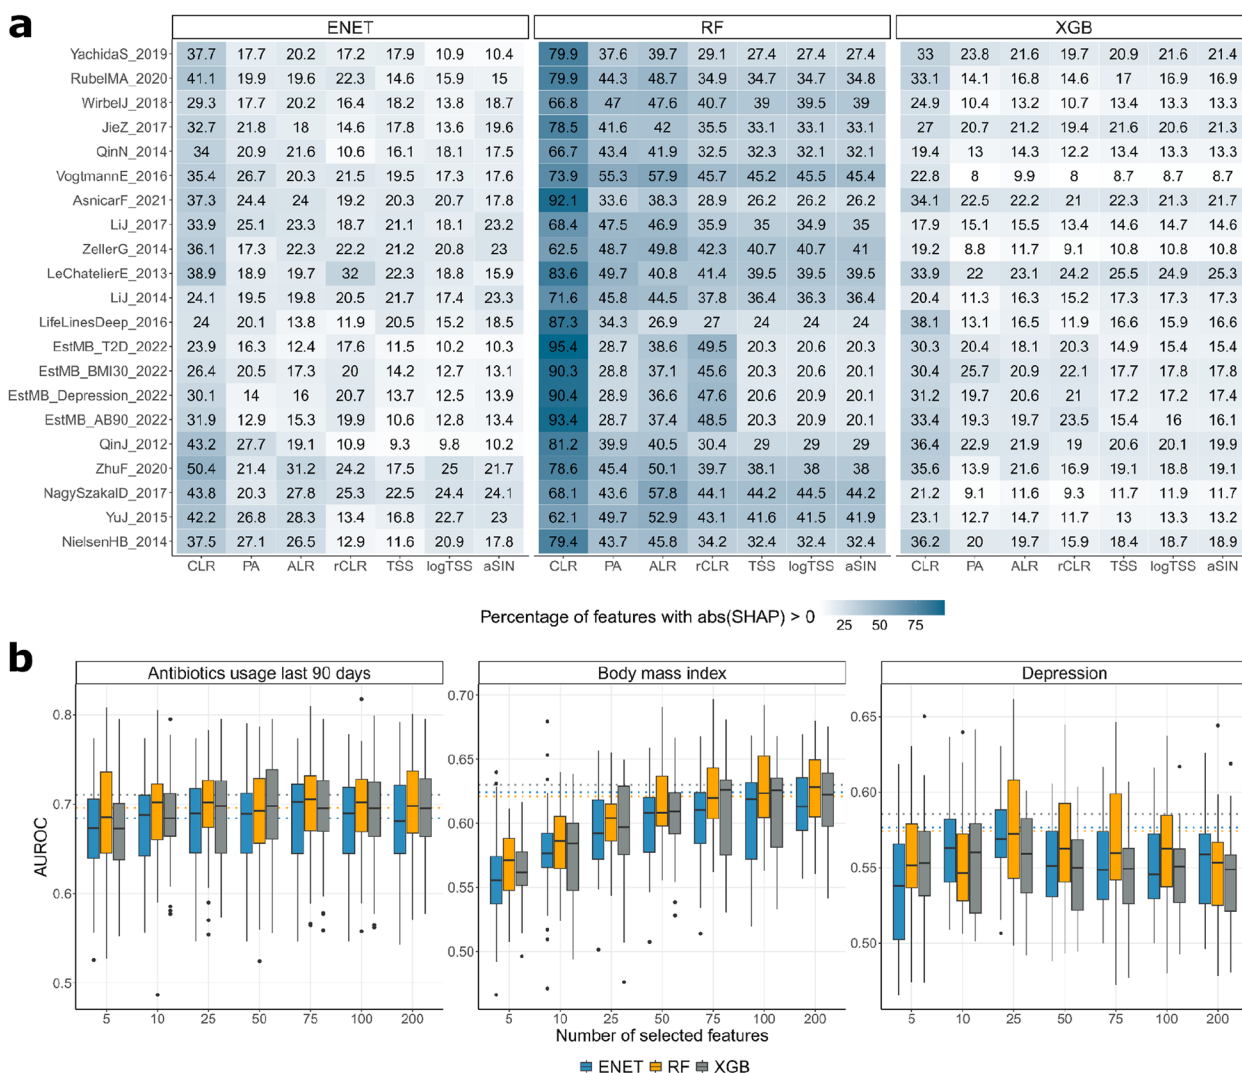 a
ENET RF XGB
YachidaS_2019 37.7 17.7 20.2 17.2 17.9 10.9 10.4 79.9 37.6 39.7 29.1 27.4 27.4 27.4 33 23.8 21.6 19.7 20.9 21.6 21.4
RubelMA_2020 41.1 19.9 19.6 22.3 14.6 15.9 15 79.9 44.3 48.7 34.9 34.7 34.7 34.8 33.1 14.1 16.8 14.6 17 16.9 16.9
WirbelJ_2018 29.3 17.7 20.2 16.4 18.2 13.8 18.7 66.8 47 47.6 40.7 39 39.5 39 24.9 10.4 13.2 10.7 13.4 13.3 13.3
JieZ_2017 32.7 21.8 18 14.6 17.8 13.6 19.6 78.5 41.6 42 35.5 33.1 33.1 33.1 27 20.7 21.2 19.4 21.6 20.6 21.3
QinN_2014 34 20.9 21.6 10.6 16.1 18.1 17.5 66.7 43.4 41.9 32.5 32.3 32.1 32.1 19.4 13 14.3 12.2 13.4 13.3 13.3
VogtmannE_2016 35.4 26.7 20.3 21.5 19.5 17.3 17.6 73.9 55.3 57.9 45.7 45.2 45.5 45.4 22.8 8 9.9 8 8.7 8.7 8.7
AsnicarF_2021 37.3 24.4 24 19.2 20.3 20.7 17.8 92.1 33.6 38.3 28.9 26.2 26.2 26.2 34.1 22.5 22.2 21 22.3 21.3 21.7
LiJ_2017 33.9 25.1 23.3 18.7 21.1 18.1 23.2 68.4 47.5 46.9 35.9 35 34.9 35 17.9 15.1 15.5 13.4 14.6 14.7 14.6
ZellerG_2014 36.1 17.3 22.3 22.2 21.2 20.8 23 62.5 48.7 49.8 42.3 40.7 40.7 41 19.2 8.8 11.7 9.1 10.8 10.8 10.8
LeChatelierE_2013 38.9 18.9 19.7 32 22.3 18.8 15.9 83.6 49.7 40.8 41.4 39.5 39.5 39.5 33.9 22 23.1 24.2 25.5 24.9 25.3
LiJ_2014 24.1 19.5 19.8 20.5 21.7 17.4 23.3 71.6 45.8 44.5 37.8 36.4 36.3 36.4 20.4 11.3 16.3 15.2 17.3 17.3 17.3
LifeLinesDeep_2016 24 20.1 13.8 11.9 20.5 15.2 18.5 87.3 34.3 26.9 27 24 24 24 38.1 13.1 16.5 11.9 16.6 15.9 16.6
EstMB_T2D_2022 23.9 16.3 12.4 17.6 11.5 10.2 10.3 95.4 28.7 38.6 49.5 20.3 20.6 20.3 30.3 20.4 18.1 20.3 14.9 15.4 15.4
EstMB_BMI30_2022 26.4 20.5 17.3 20 14.2 12.7 13.1 90.3 28.8 37.1 45.6 20.3 20.9 20.1 30.4 25.7 20.9 22.1 17.7 17.8 17.8
EstMB_Depression_2022 30.1 14 16 20.7 13.7 12.5 13.9 90.4 28.9 36.6 47.6 20.6 20.9 20.1 31.2 19.7 20.6 21 17.2 17.2 17.4
EstMB_AB90_2022 31.9 12.9 15.3 19.9 10.6 12.8 13.4 93.4 28.7 37.4 48.5 20.3 20.9 20.1 33.4 19.3 19.7 23.5 15.4 16 16.1
QinJ_2012 43.2 27.7 19.1 10.9 9.3 9.8 10.2 81.2 39.9 40.5 30.4 29 29 29 36.4 22.9 21.9 19 20.6 20.1 19.9
ZhuF_2020 50.4 21.4 31.2 24.2 17.5 25 21.7 78.6 45.4 50.1 39.7 38.1 38 38 35.6 13.9 21.6 16.9 19.1 18.8 19.1
NagySzakalD_2017 43.8 20.3 27.8 25.3 22.5 24.4 24.1 68.1 43.6 57.8 44.1 44.2 44.5 44.2 21.2 9.1 11.6 9.3 11.7 11.9 11.7
YuJ_2015 42.2 26.8 28.3 13.4 16.8 22.7 23 62.1 49.7 52.9 43.1 41.6 41.5 41.9 23.1 12.7 14.7 11.7 13 13.3 13.2
NielsenHB_2014 37.5 27.1 26.5 12.9 11.6 20.9 17.8 79.4 43.7 45.8 34.2 32.4 32.4 32.4 36.2 20 19.7 15.9 18.4 18.7 18.9
CLR PA ALR rCLR TSS logTSS aSIN CLR PA ALR rCLR TSS logTSS aSIN CLR PA ALR rCLR TSS logTSS aSIN
Percentage of features with abs(SHAP) > 0 25 50 75
b
Antibiotics usage last 90 days Body mass index Depression
AUROC
0.8
0.7
0.6
0.5
0.70
0.65
0.60
0.55
0.50
0.65
0.60
0.55
0.50
5 10 25 50 75 100 200 5 10 25 50 75 100 200 5 10 25 50 75 100 200
Number of selected features
ENET RF XGB